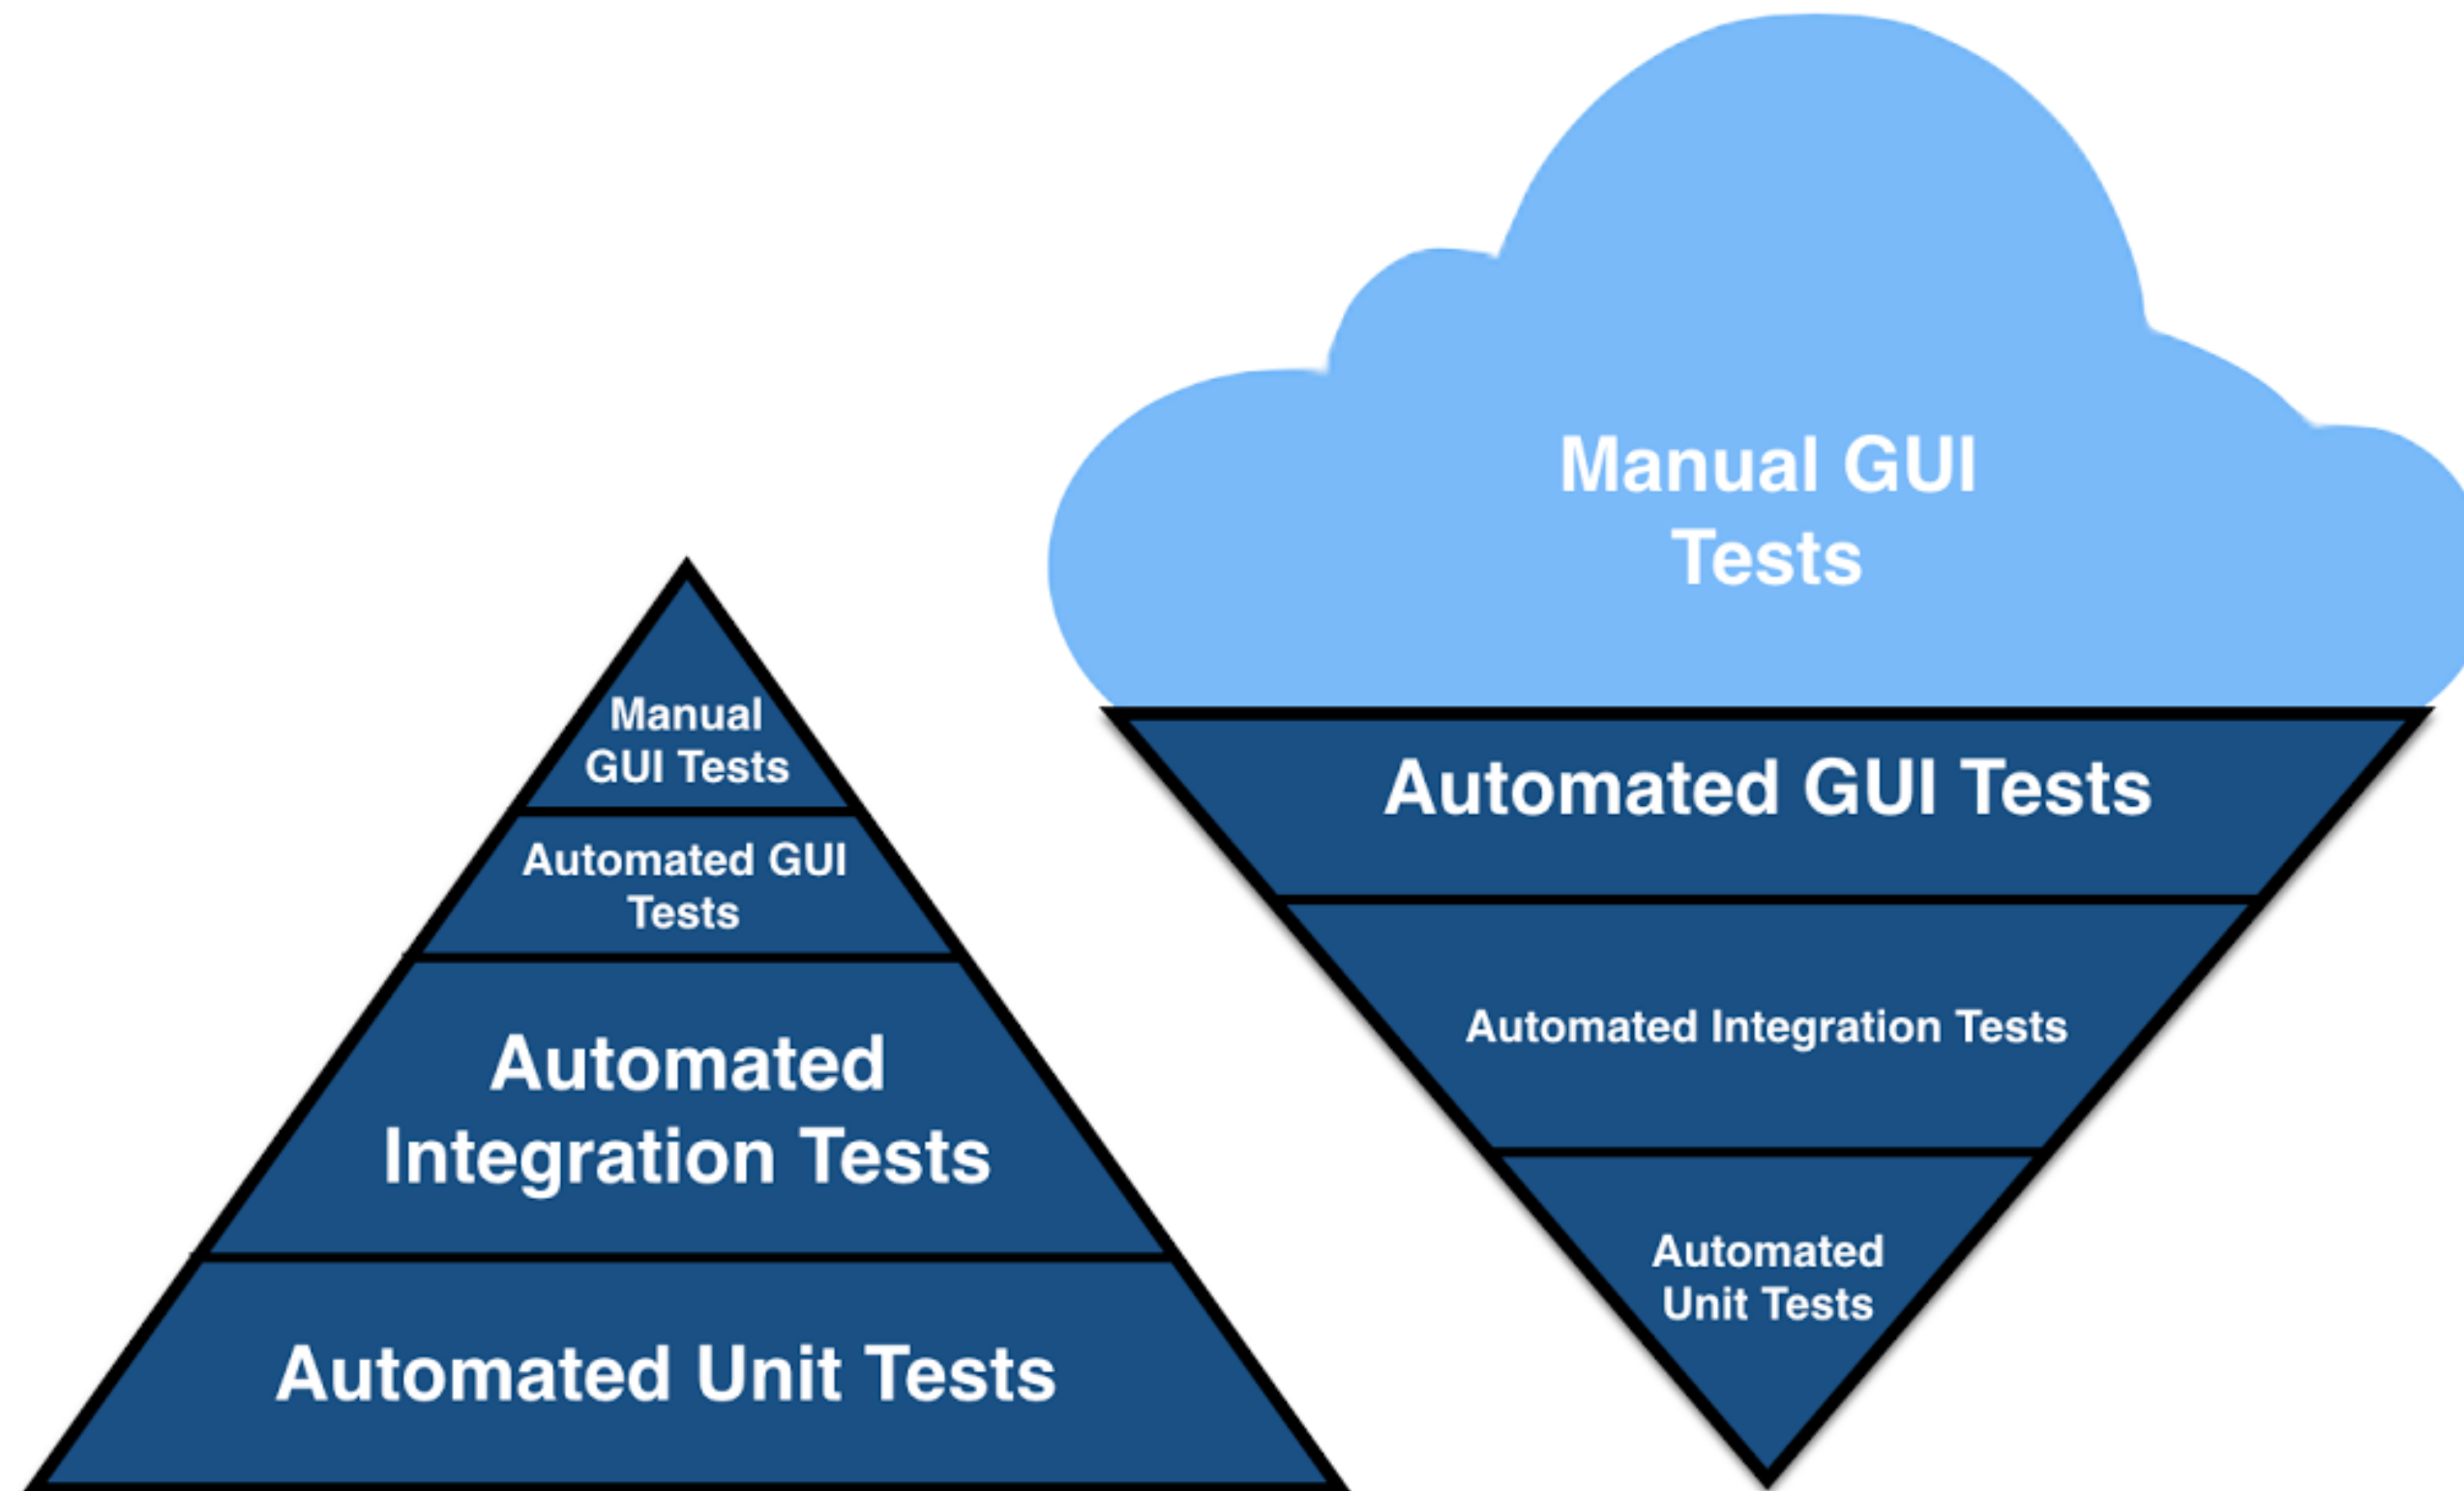 Manual
GUI Tests
Automated GUI
Tests
Automated
Integration Tests
Automated Unit Tests
Manual GUI
Tests
Automated GUI Tests
Automated Integration Tests
Automated
Unit Tests